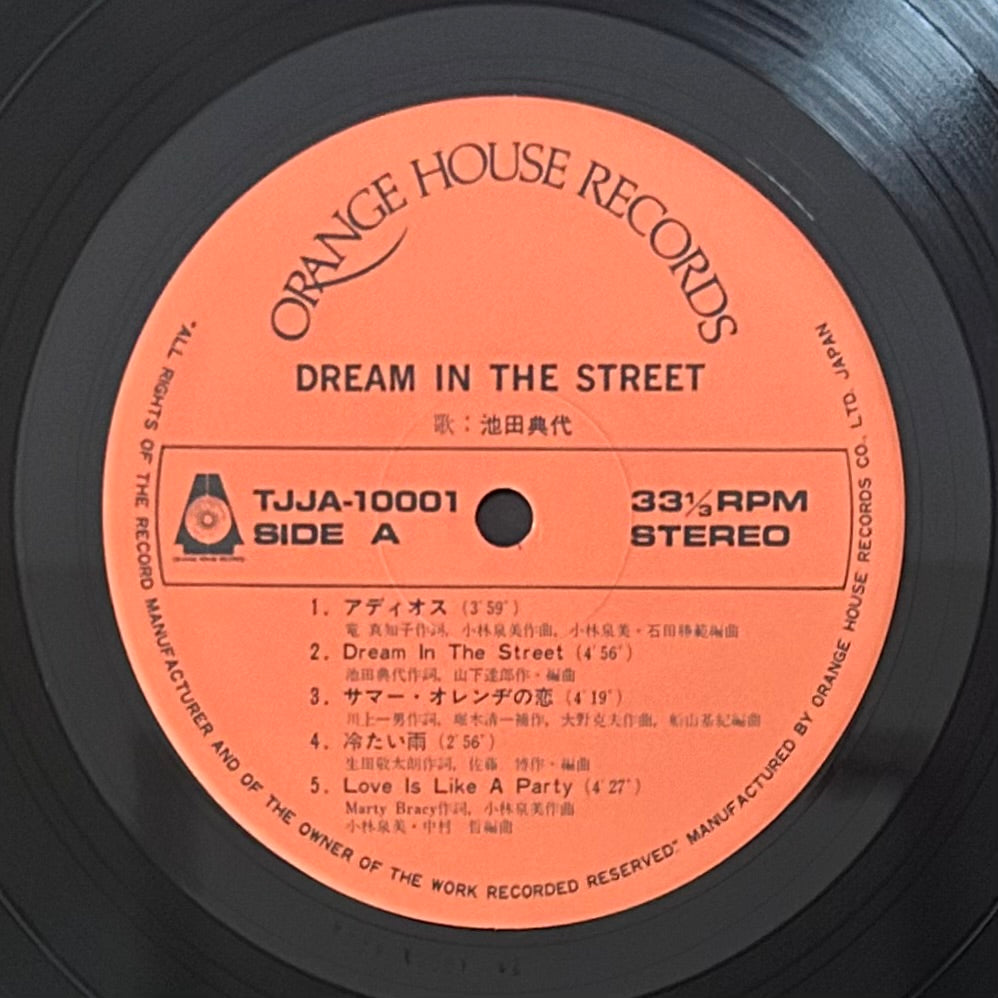 ORANGE HOUSE RECORDS
DREAM IN THE STREET
歌：池田典代
TJJA-10001
SIDE A
33⅓RPM
STEREO
1. アディオス (3'59")
竜 真知子作詞, 小林泉美作曲, 小林泉美・石田勝範編曲
2. Dream In The Street (4'56")
池田典代作詞, 山下達郎作・編曲
3. サマー・オレンヂの恋 (4'19")
川上一男作詞, 堀木清一補作, 大野克夫作曲, 船山基紀編曲
4. 冷たい雨 (2'56")
生田敬太朗作詞, 佐藤 博作・編曲
5. Love Is Like A Party (4'27")
Marty Bracy作詞, 小林泉美作曲
小林泉美・中村 哲編曲
"ALL RIGHTS OF THE RECORD MANUFACTURER AND OF THE OWNER OF THE WORK RECORDED RESERVED" MANUFACTURED BY ORANGE HOUSE RECORDS CO., LTD. JAPAN